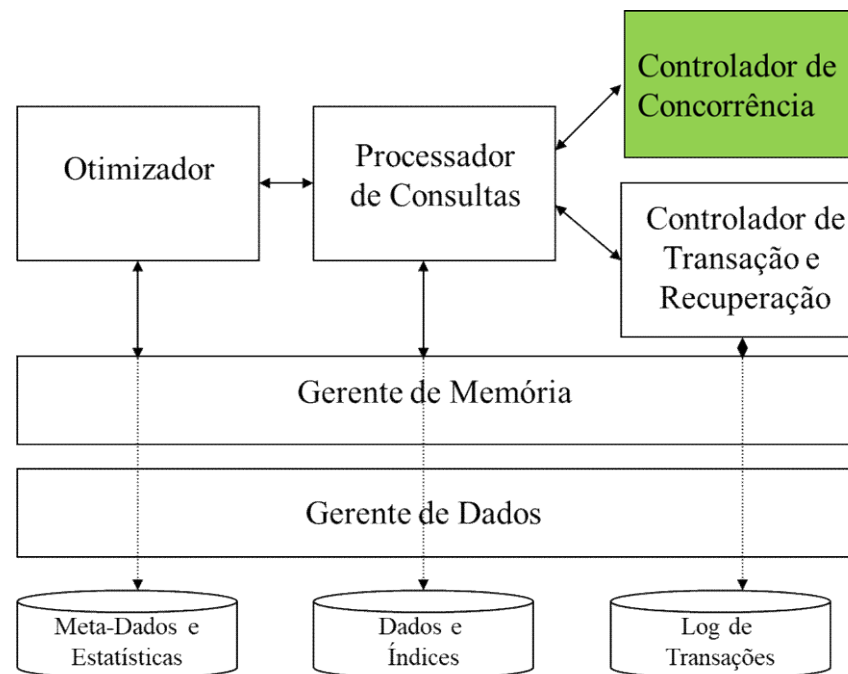 Controlador de
Concorrência
Otimizador
Processador
de Consultas
Controlador de
Transação e
Recuperação
Gerente de Memória
Gerente de Dados
Meta-Dados e
Estatísticas
Dados e
Índices
Log de
Transações